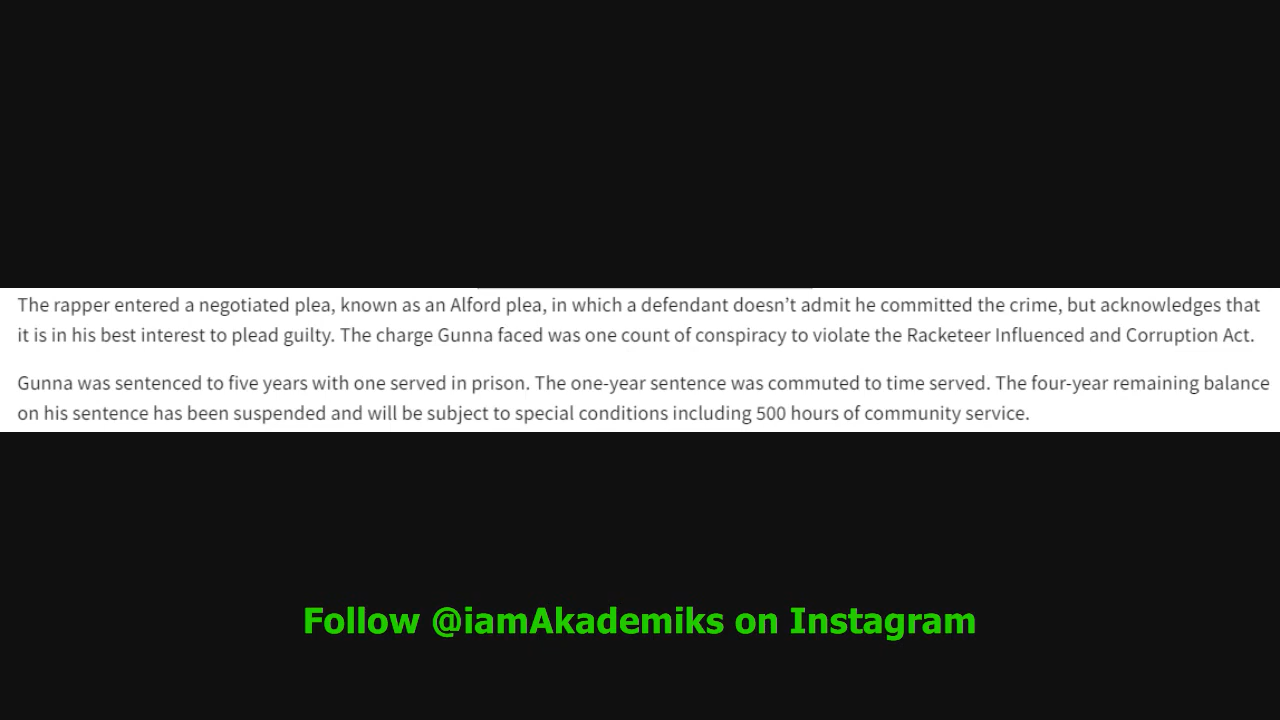 The rapper entered a negotiated plea, known as an Alford plea, in which a defendant doesn’t admit he committed the crime, but acknowledges that
it is in his best interest to plead guilty. The charge Gunna faced was one count of conspiracy to violate the Racketeer Influenced and Corruption Act.
Gunna was sentenced to five years with one served in prison. The one-year sentence was commuted to time served. The four-year remaining balance
on his sentence has been suspended and will be subject to special conditions including 500 hours of community service.
Follow @iamAkademiks on Instagram